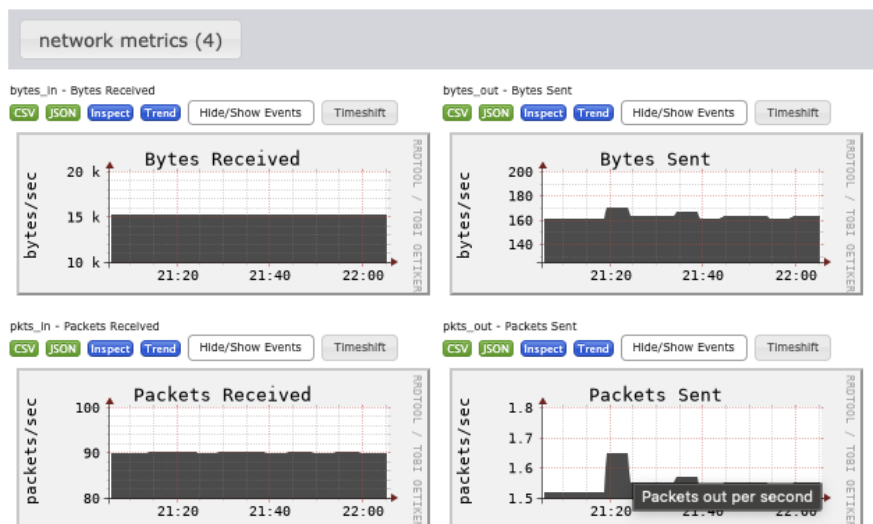 network metrics (4)
bytes_in - Bytes Received
CSV JSON Inspect Trend Hide/Show Events Timeshift
Bytes Received
bytes/sec
20 k
15 k
10 k
21:20 21:40 22:00
RRDTOOL / TOBI OETIKER
bytes_out - Bytes Sent
CSV JSON Inspect Trend Hide/Show Events Timeshift
Bytes Sent
bytes/sec
200
180
160
140
21:20 21:40 22:00
RRDTOOL / TOBI OETIKER
pkts_in - Packets Received
CSV JSON Inspect Trend Hide/Show Events Timeshift
Packets Received
packets/sec
100
90
80
21:20 21:40 22:00
RRDTOOL / TOBI OETIKER
pkts_out - Packets Sent
CSV JSON Inspect Trend Hide/Show Events Timeshift
Packets Sent
packets/sec
1.8
1.7
1.6
1.5
Packets out per second
21:20 21:40 22:00
RRDTOOL / TOBI OETIKER